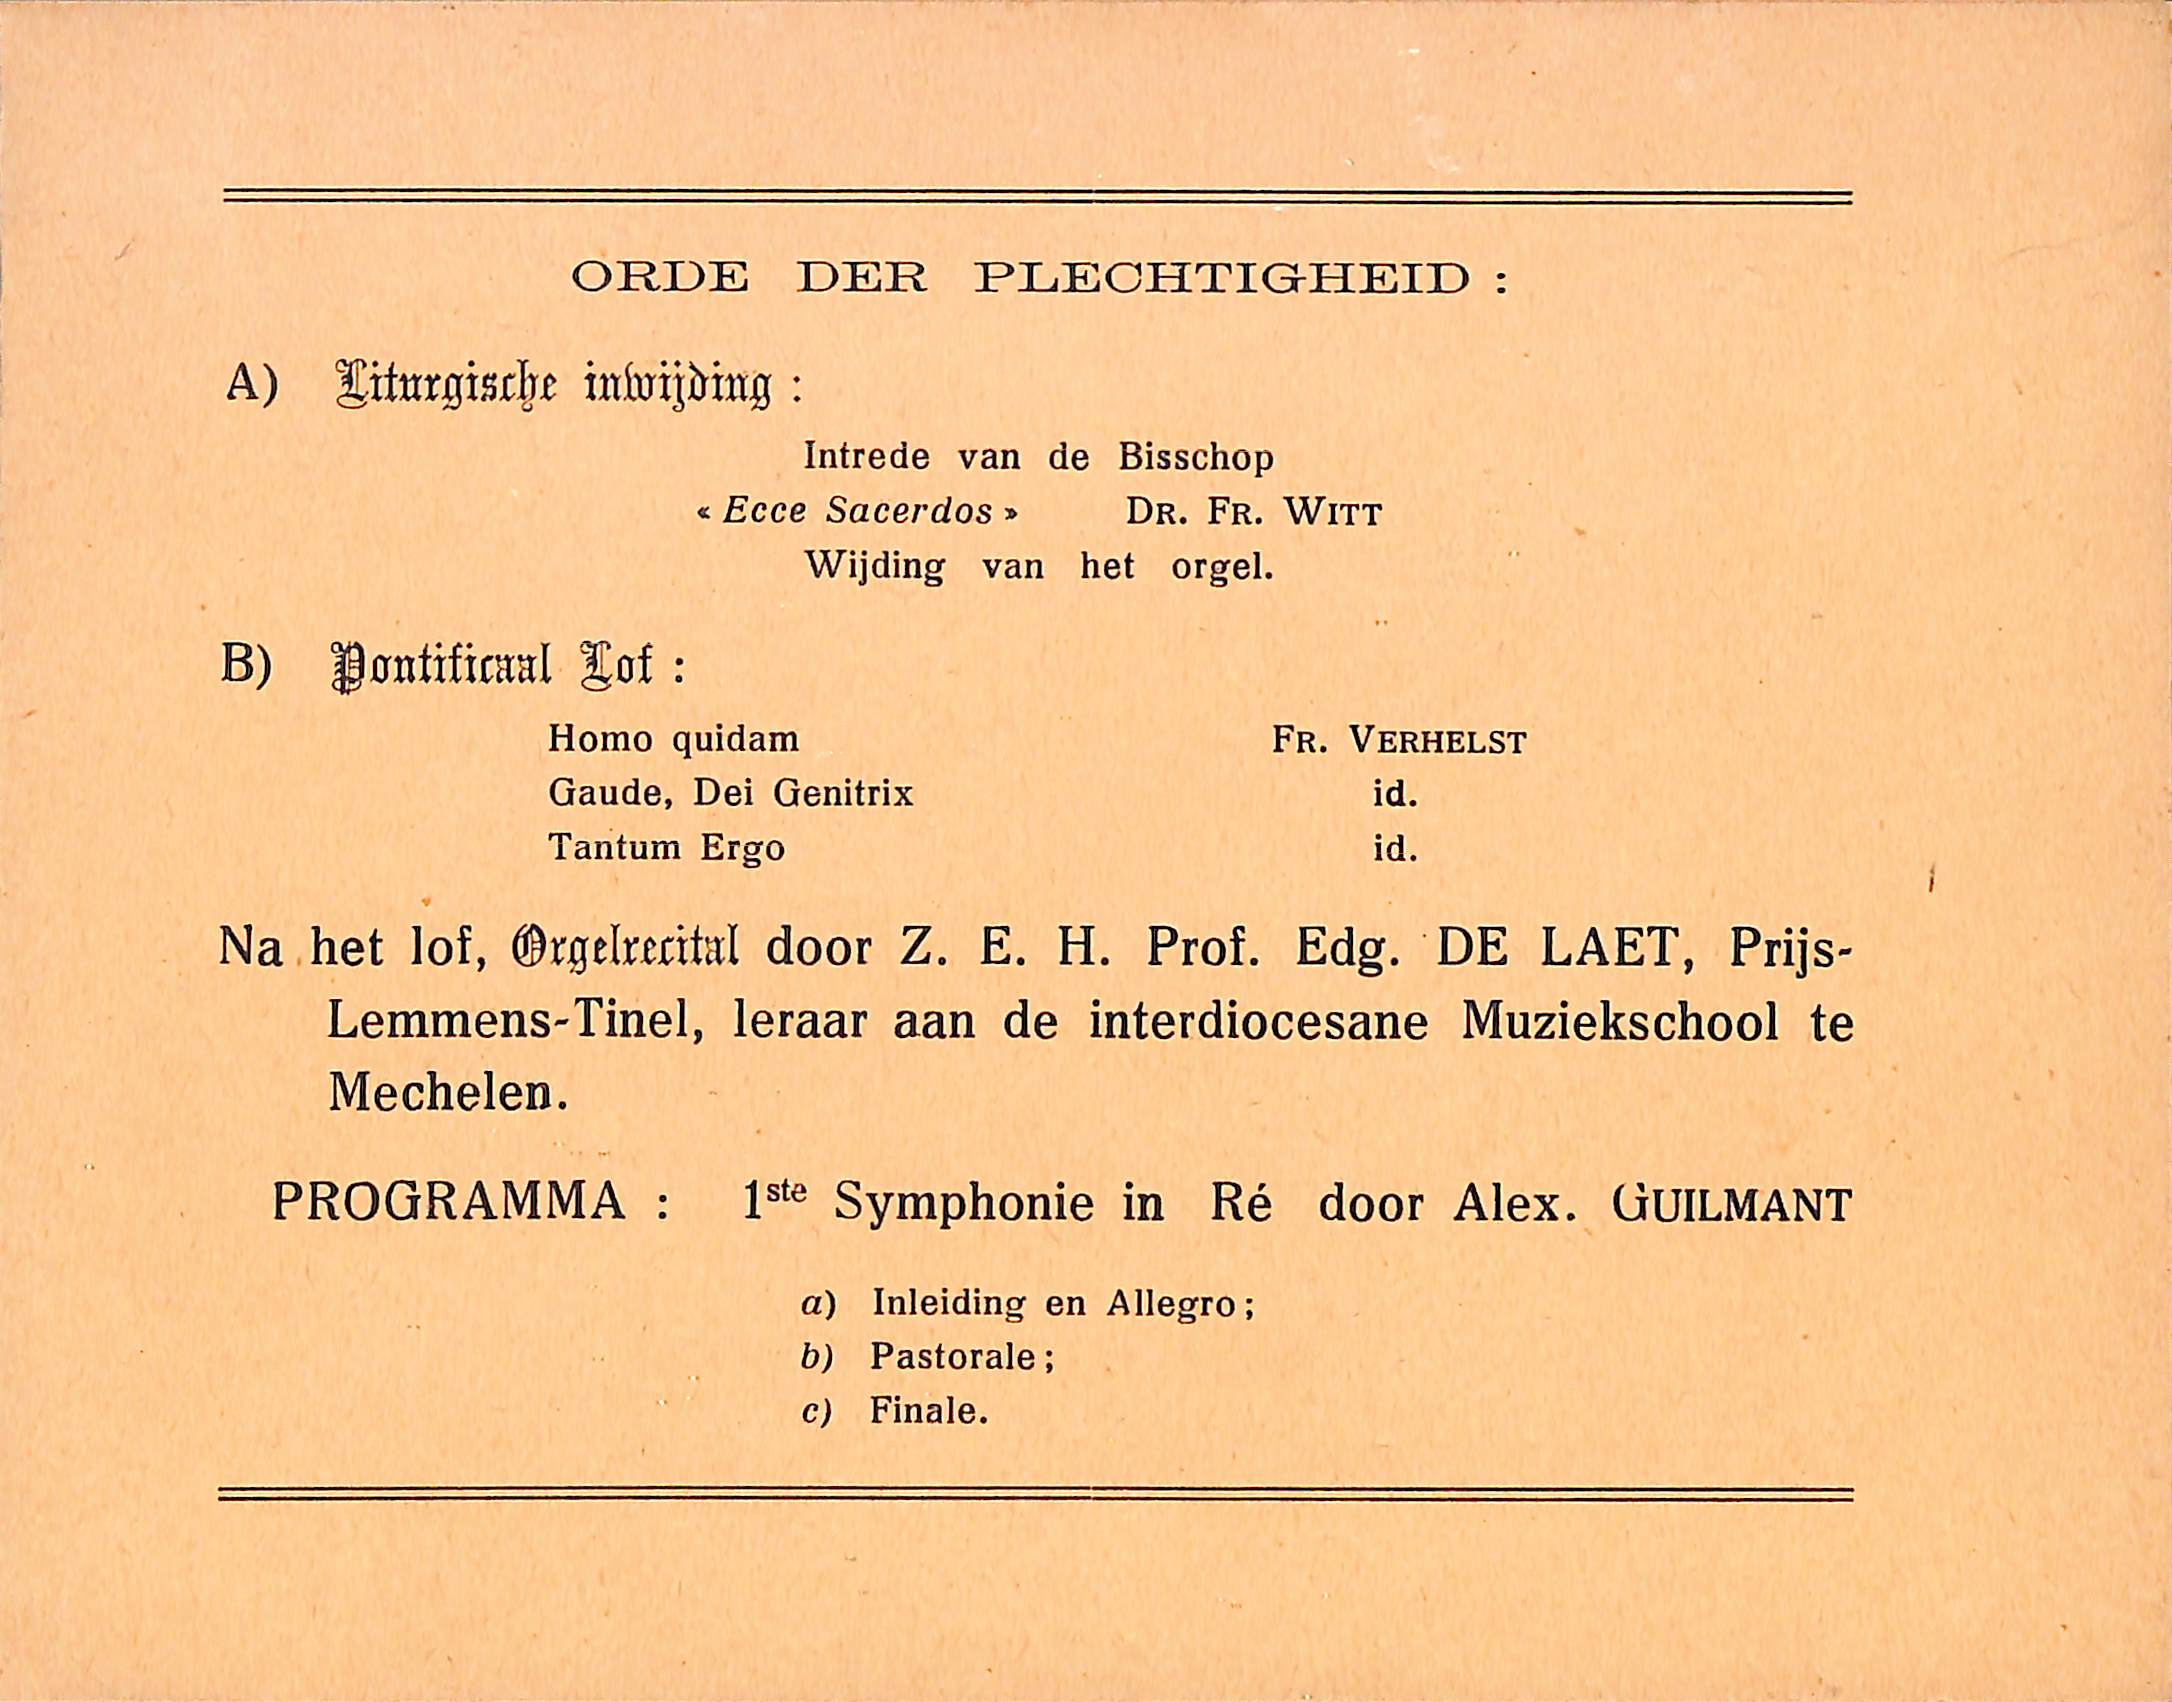 ORDE DER PLECHTIGHEID :
A) Liturgische inwijding :
Intrede van de Bisschop
« Ecce Sacerdos » DR. FR. WITT
Wijding van het orgel.
B) Pontificaal Lof :
Homo quidam FR. VERHELST
Gaude, Dei Genitrix id.
Tantum Ergo id.
Na het lof, Orgelrecital door Z. E. H. Prof. Edg. DE LAET, Prijs-
Lemmens-Tinel, leraar aan de interdiocesane Muziekschool te
Mechelen.
PROGRAMMA : 1ste Symphonie in Ré door Alex. GUILMANT
a) Inleiding en Allegro;
b) Pastorale;
c) Finale.